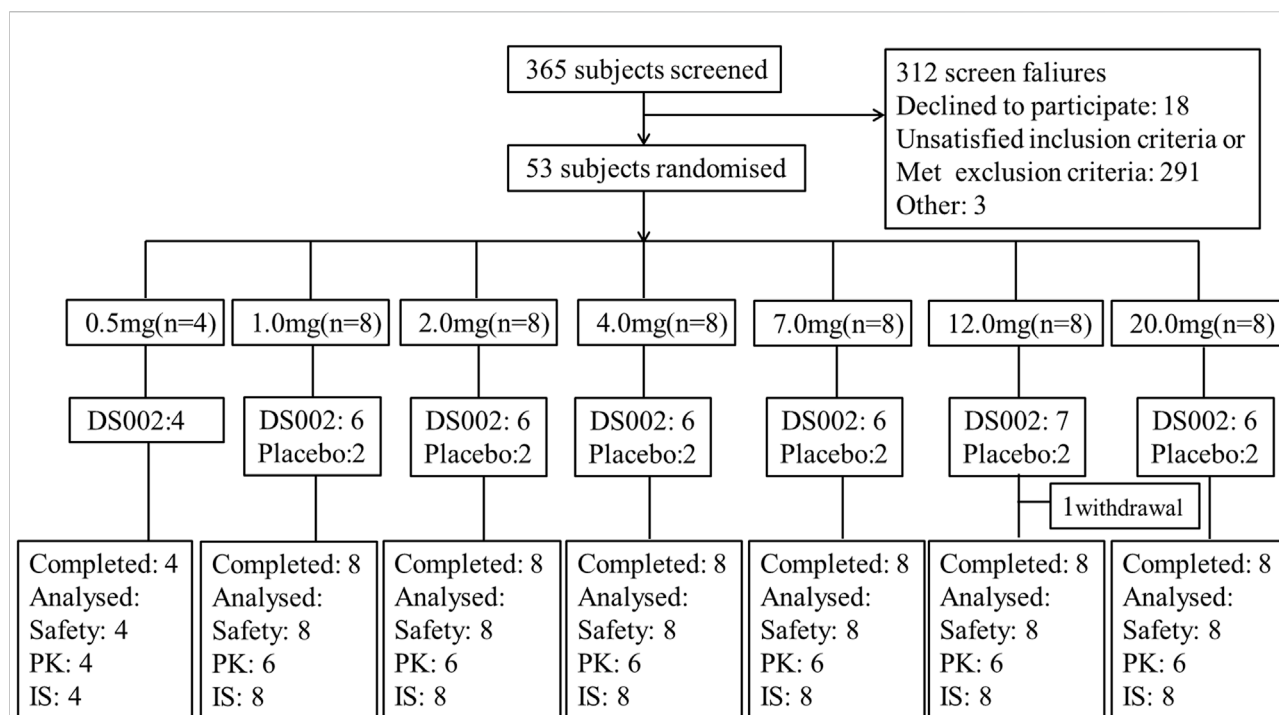 365 subjects screened
312 screen faliures
Declined to participate: 18
Unsatisfied inclusion criteria or
Met exclusion criteria: 291
Other: 3
53 subjects randomised
0.5mg(n=4)
1.0mg(n=8)
2.0mg(n=8)
4.0mg(n=8)
7.0mg(n=8)
12.0mg(n=8)
20.0mg(n=8)
DS002:4
DS002: 6
Placebo:2
DS002: 6
Placebo:2
DS002: 6
Placebo:2
DS002: 6
Placebo:2
DS002: 7
Placebo:2
DS002: 6
Placebo:2
1withdrawal
Completed: 4
Analysed:
Safety: 4
PK: 4
IS: 4
Completed: 8
Analysed:
Safety: 8
PK: 6
IS: 8
Completed: 8
Analysed:
Safety: 8
PK: 6
IS: 8
Completed: 8
Analysed:
Safety: 8
PK: 6
IS: 8
Completed: 8
Analysed:
Safety: 8
PK: 6
IS: 8
Completed: 8
Analysed:
Safety: 8
PK: 6
IS: 8
Completed: 8
Analysed:
Safety: 8
PK: 6
IS: 8